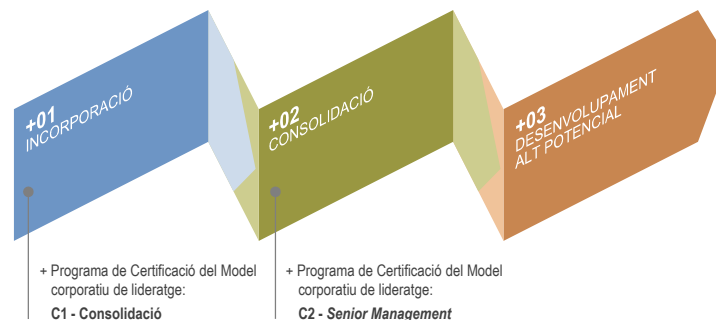 +01
INCORPORACIÓ
+02
CONSOLIDACIÓ
+03
DESENVOLUPAMENT
ALT POTENCIAL
+ Programa de Certificació del Model
corporatiu de lideratge:
C1 - Consolidació
+ Programa de Certificació del Model
corporatiu de lideratge:
C2 - Senior Management